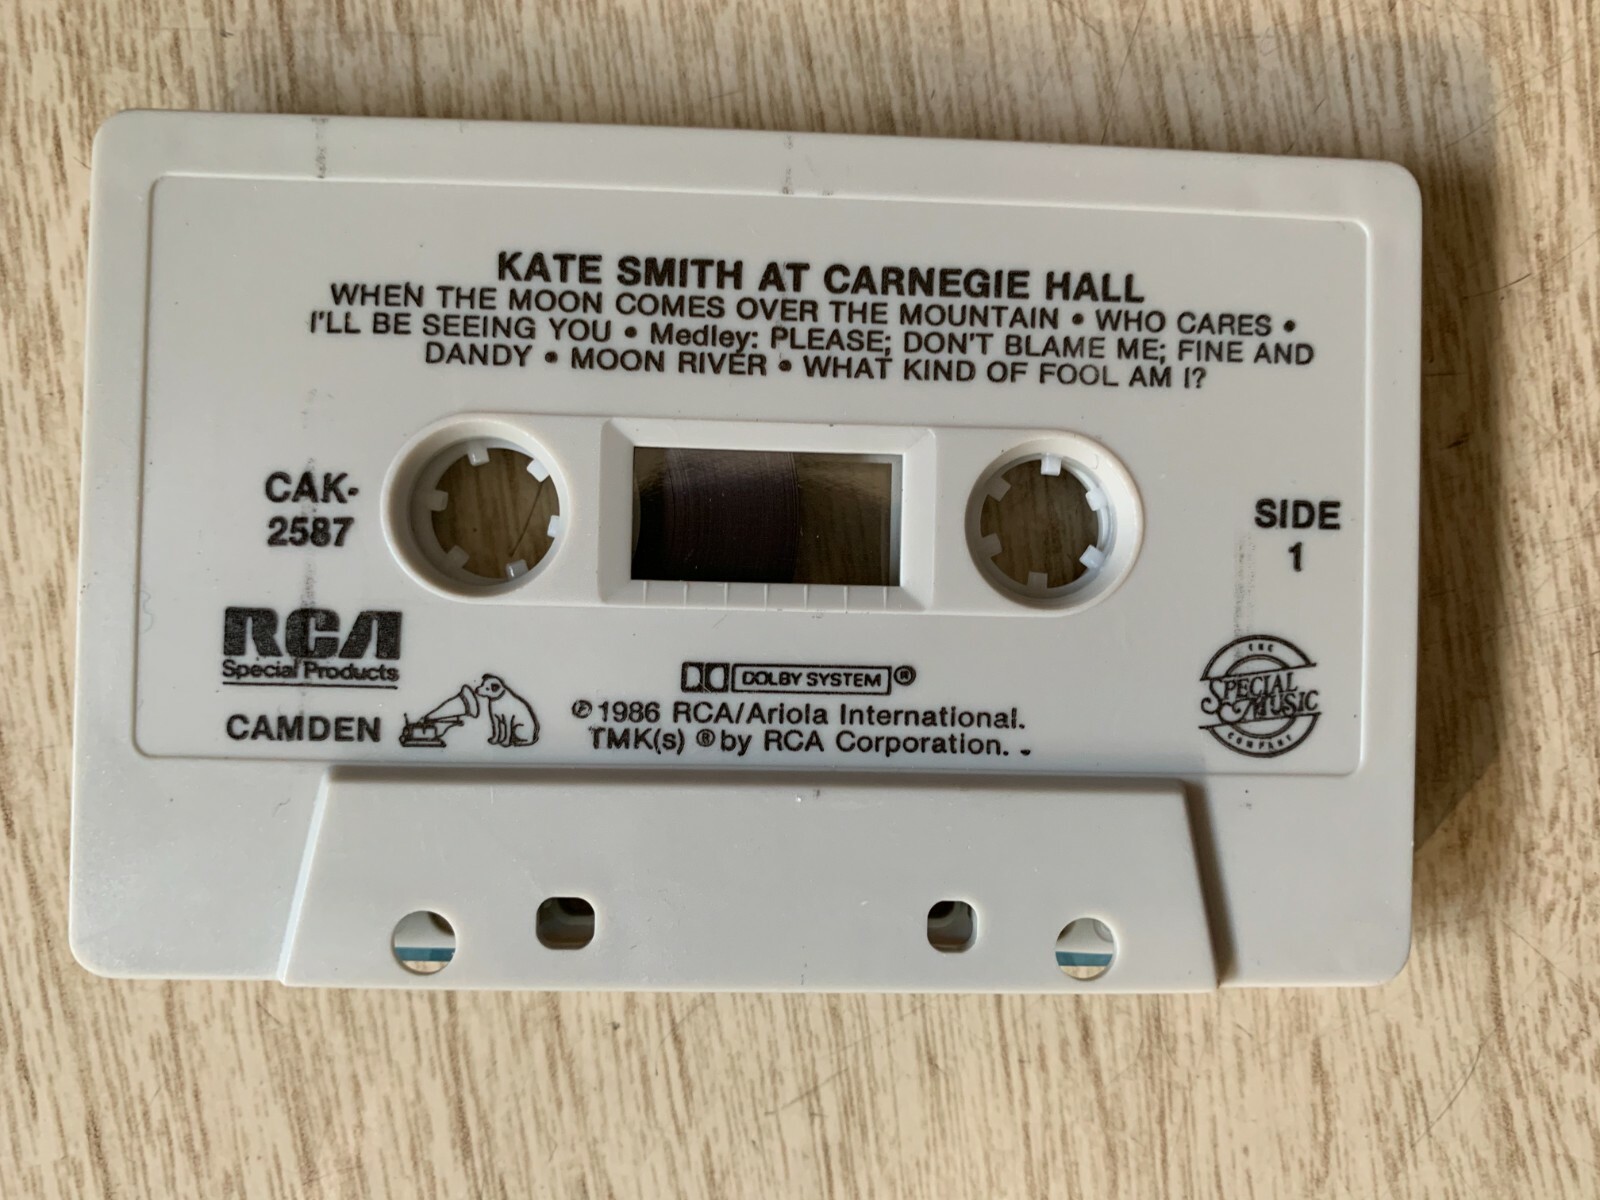 KATE SMITH AT CARNEGIE HALL
WHEN THE MOON COMES OVER THE MOUNTAIN • WHO CARES •
I'LL BE SEEING YOU • Medley: PLEASE; DON'T BLAME ME; FINE AND
DANDY • MOON RIVER • WHAT KIND OF FOOL AM I?
CAK-
2587
SIDE
1
RCA
Special Products
CAMDEN
DOLBY SYSTEM ®
℗ 1986 RCA/Ariola International.
TMK(s) ® by RCA Corporation.
THE
SPECIAL
MUSIC
COMPANY